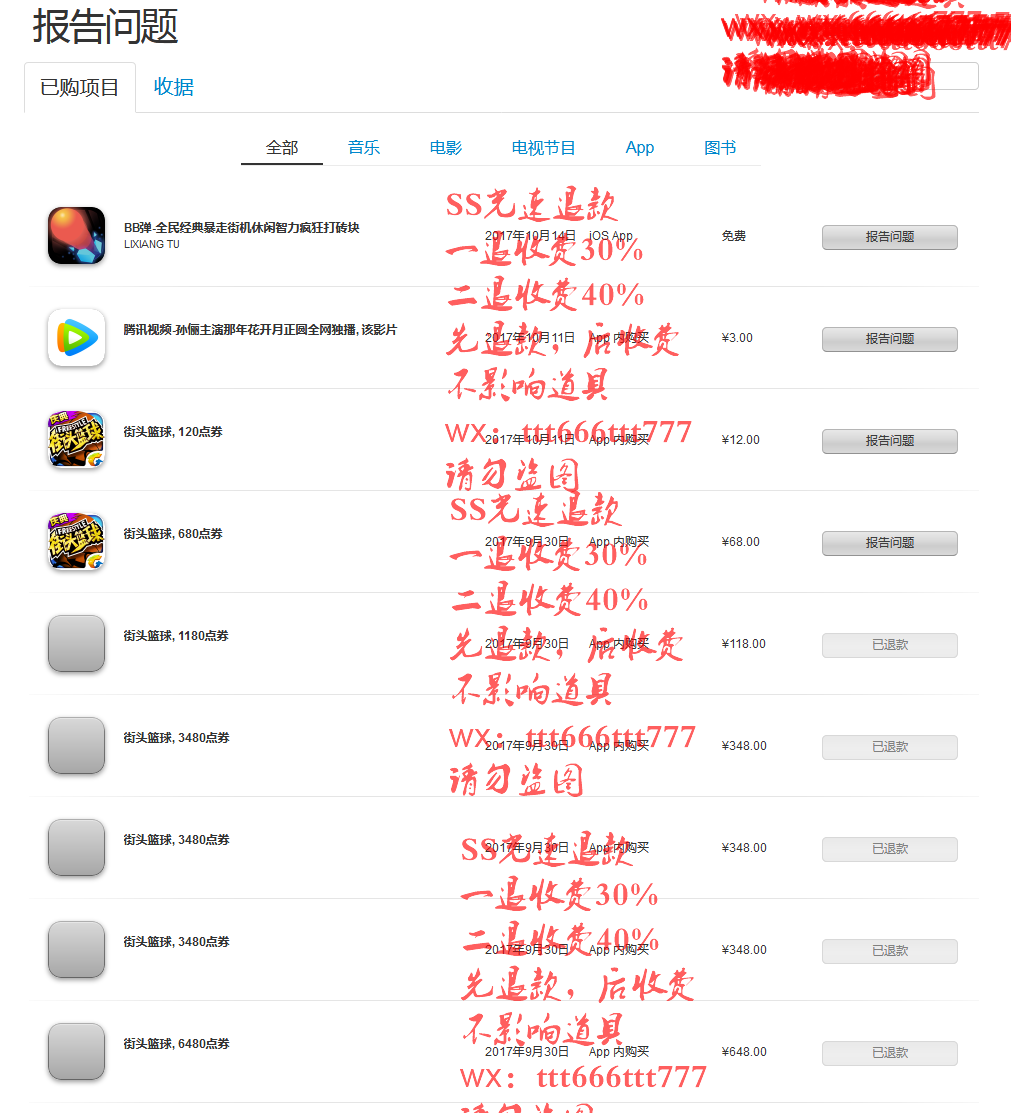 报告问题
已购项目 收据
全部 音乐 电影 电视节目 App 图书
SS光速退款
BB弹-全民经典暴走街机休闲智力疯狂打砖块
LIXIANG TU
2017年10月14日 iOS App 免费 报告问题
一退收费30%
二退收费40%
腾讯视频-孙俪主演那年花开月正圆全网独播, 该影片
2017年10月11日 App 内购买 ¥3.00 报告问题
先退款，后收费
不影响道具
街头篮球, 120点券
WX：ttt666ttt777
2017年10月11日 App 内购买 ¥12.00 报告问题
请勿盗图
SS光速退款
街头篮球, 680点券
2017年9月30日 App 内购买 ¥68.00 报告问题
一退收费30%
二退收费40%
街头篮球, 1180点券
2017年9月30日 App 内购买 ¥118.00 已退款
先退款，后收费
不影响道具
街头篮球, 3480点券
WX：ttt666ttt777
2017年9月30日 App 内购买 ¥348.00 已退款
请勿盗图
街头篮球, 3480点券
SS光速退款
2017年9月30日 App 内购买 ¥348.00 已退款
一退收费30%
街头篮球, 3480点券
二退收费40%
2017年9月30日 App 内购买 ¥348.00 已退款
先退款，后收费
不影响道具
街头篮球, 6480点券
2017年9月30日 App 内购买 ¥648.00 已退款
WX：ttt666ttt777